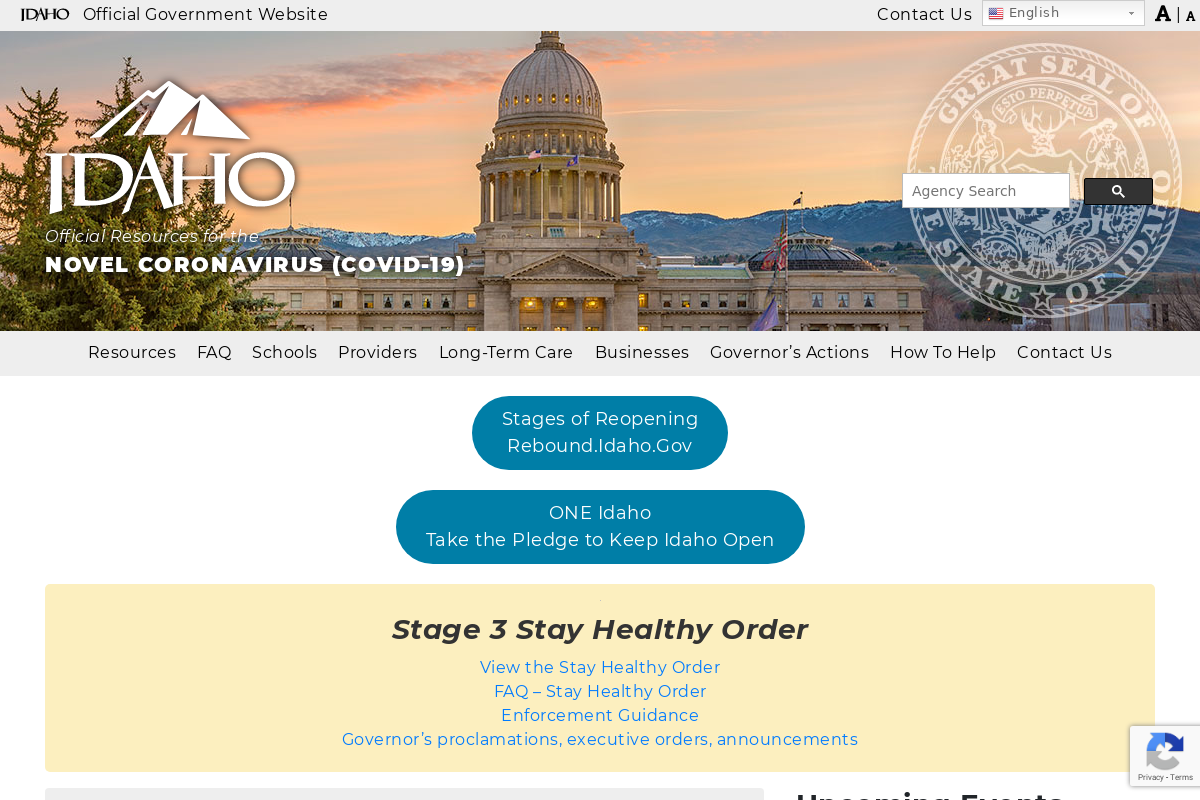 IDAHO Official Government Website
Contact Us
English
A | A
IDAHO
Official Resources for the
NOVEL CORONAVIRUS (COVID-19)
GREAT SEAL OF
ESTO PERPETUA
THE STATE OF IDAHO
Agency Search
Resources FAQ Schools Providers Long-Term Care Businesses Governor’s Actions How To Help Contact Us
Stages of Reopening
Rebound.Idaho.Gov
ONE Idaho
Take the Pledge to Keep Idaho Open
Stage 3 Stay Healthy Order
View the Stay Healthy Order
FAQ – Stay Healthy Order
Enforcement Guidance
Governor’s proclamations, executive orders, announcements
Privacy - Terms
Upcoming Events